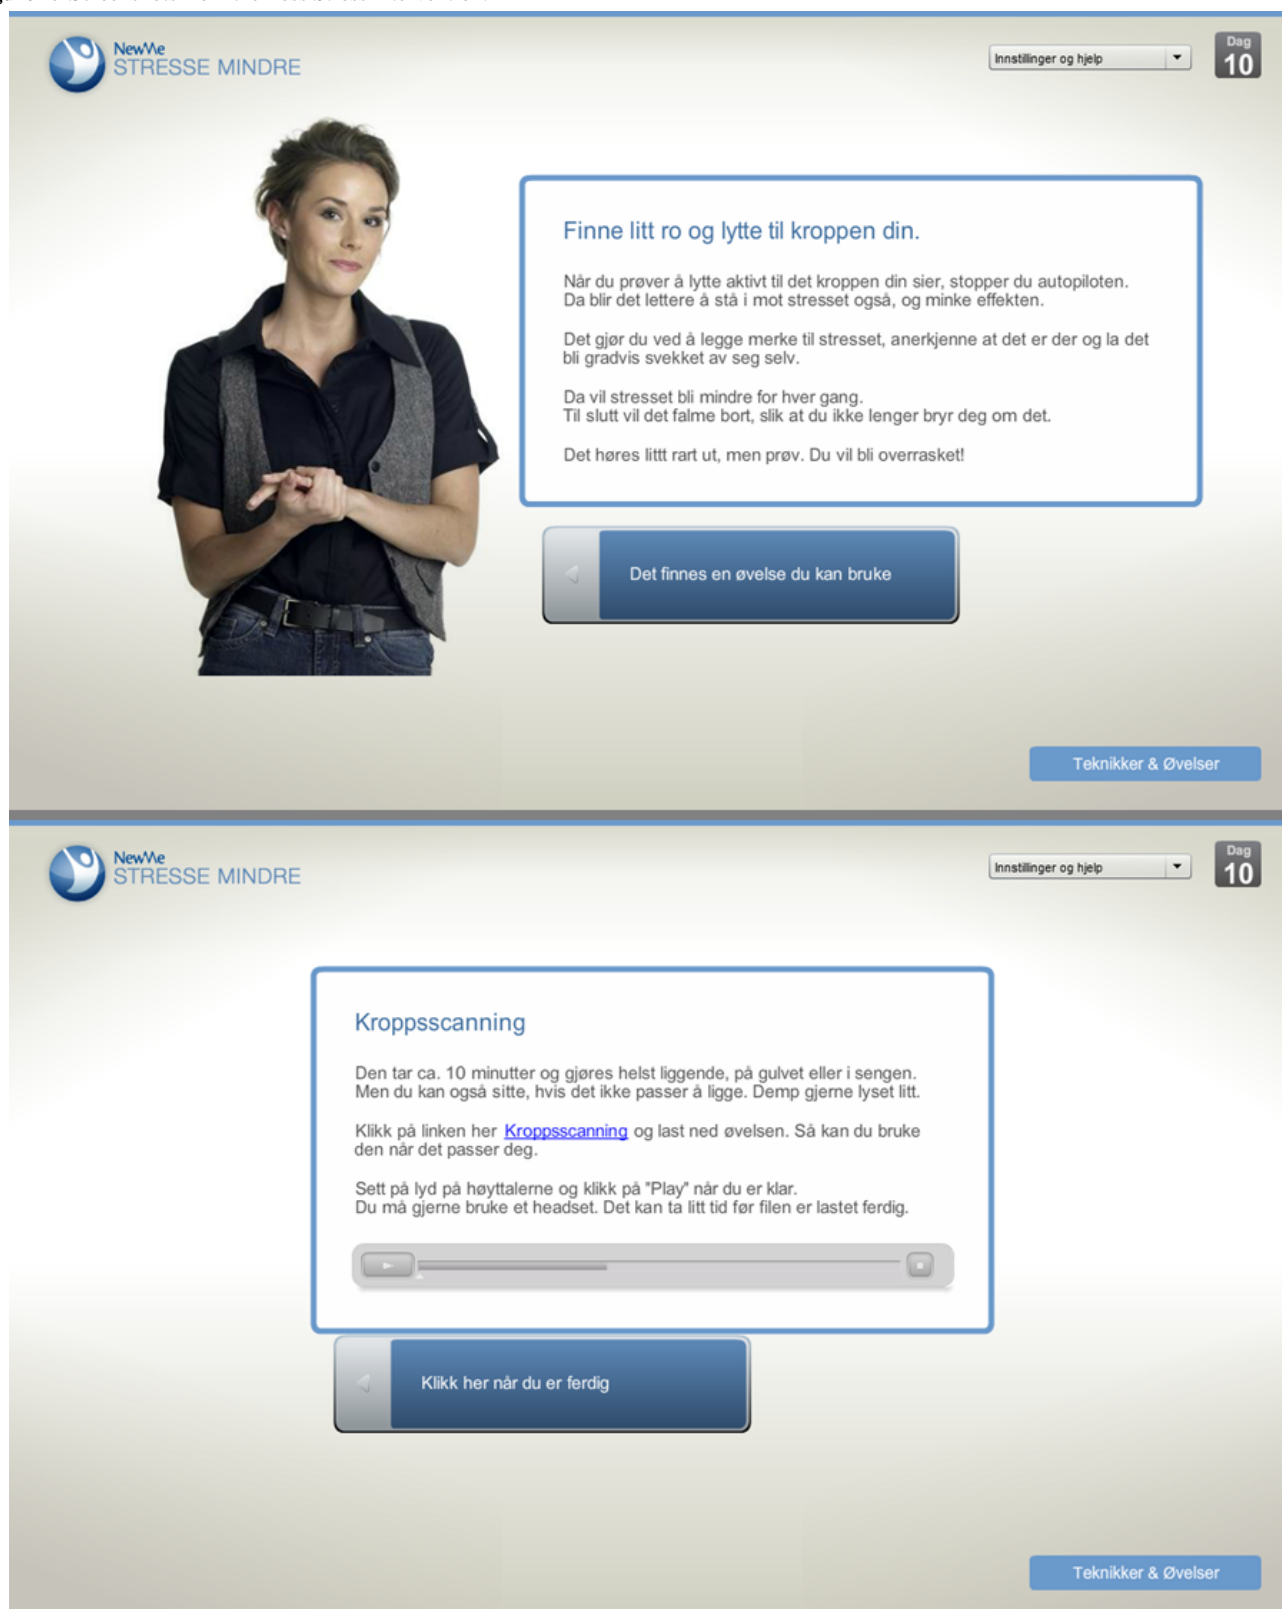 NewMe
STRESSE MINDRE
Innstillinger og hjelp
Dag
10
Finne litt ro og lytte til kroppen din.
Når du prøver å lytte aktivt til det kroppen din sier, stopper du autopiloten.
Da blir det lettere å stå i mot stresset også, og minke effekten.
Det gjør du ved å legge merke til stresset, anerkjenne at det er der og la det
bli gradvis svekket av seg selv.
Da vil stresset bli mindre for hver gang.
Til slutt vil det falme bort, slik at du ikke lenger bryr deg om det.
Det høres littt rart ut, men prøv. Du vil bli overrasket!
Det finnes en øvelse du kan bruke
Teknikker & Øvelser
NewMe
STRESSE MINDRE
Innstillinger og hjelp
Dag
10
Kroppsscanning
Den tar ca. 10 minutter og gjøres helst liggende, på gulvet eller i sengen.
Men du kan også sitte, hvis det ikke passer å ligge. Demp gjerne lyset litt.
Klikk på linken her Kroppsscanning og last ned øvelsen. Så kan du bruke
den når det passer deg.
Sett på lyd på høyttalerne og klikk på "Play" når du er klar.
Du må gjerne bruke et headset. Det kan ta litt tid før filen er lastet ferdig.
Klikk her når du er ferdig
Teknikker & Øvelser